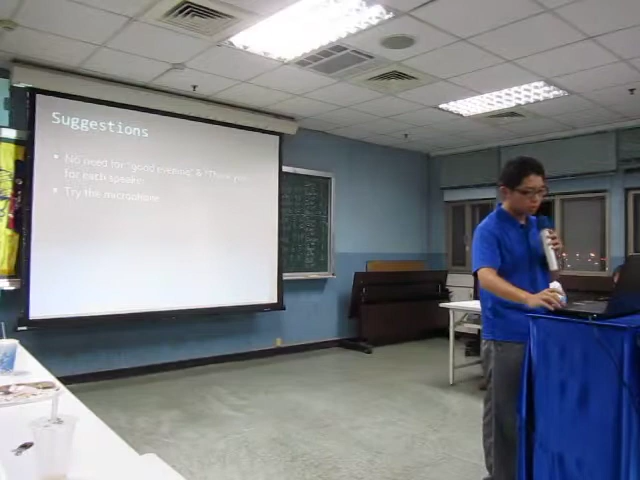 Suggestions
• No need for "good evening" & "Thank you"
for each speaker
• Try the microphone